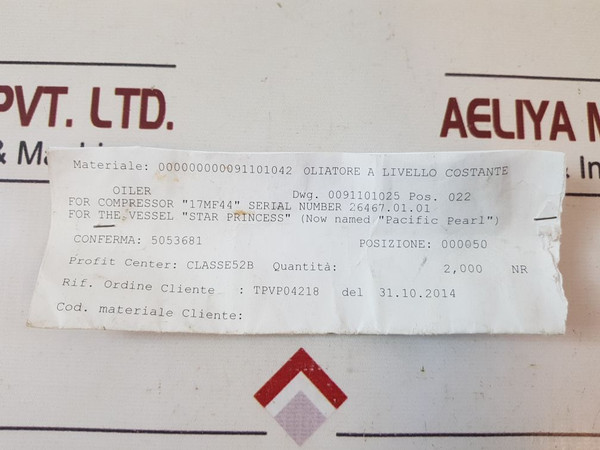 PVT. LTD.
AELIYA M
& Ma
& In
Materiale: 000000000091101042 OLIATORE A LIVELLO COSTANTE
OILER Dwg. 0091101025 Pos. 022
FOR COMPRESSOR "17MF44" SERIAL NUMBER 26467.01.01
FOR THE VESSEL "STAR PRINCESS" (Now named "Pacific Pearl")
CONFERMA: 5053681 POSIZIONE: 000050
Profit Center: CLASSE52B Quantità: 2,000 NR
Rif. Ordine Cliente : TPVP04218 del 31.10.2014
Cod. materiale Cliente: